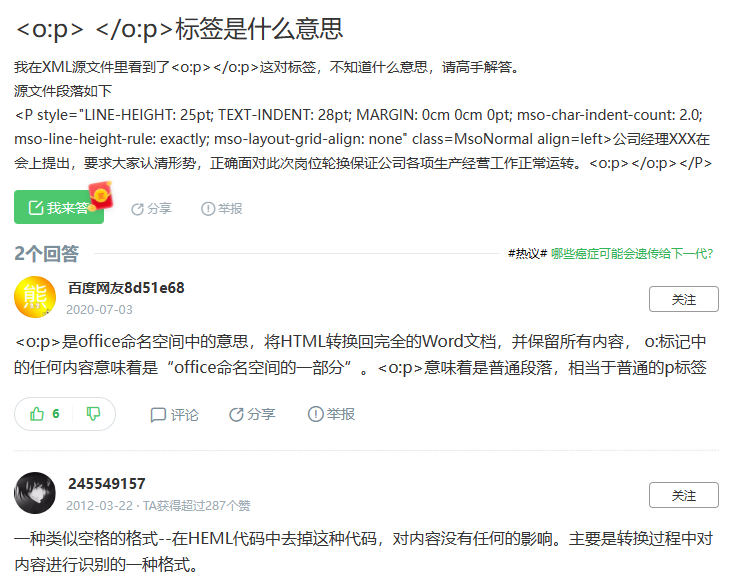 <o:p> </o:p>标签是什么意思
我在XML源文件里看到了<o:p></o:p>这对标签，不知道什么意思，请高手解答。
源文件段落如下
<P style="LINE-HEIGHT: 25pt; TEXT-INDENT: 28pt; MARGIN: 0cm 0cm 0pt; mso-char-indent-count: 2.0;
mso-line-height-rule: exactly; mso-layout-grid-align: none" class=MsoNormal align=left>公司经理XXX在
会上提出，要求大家认清形势，正确面对此次岗位轮换保证公司各项生产经营工作正常运转。<o:p></o:p></P>
我来答 分享 举报
2个回答 #热议# 哪些癌症可能会遗传给下一代？
熊
百度网友8d51e68
2020-07-03 关注
<o:p>是office命名空间中的意思，将HTML转换回完全的Word文档，并保留所有内容， o:标记中
的任何内容意味着是“office命名空间的一部分”。<o:p>意味着是普通段落，相当于普通的p标签
6 评论 分享 举报
245549157
2012-03-22 · TA获得超过287个赞 关注
一种类似空格的格式--在HEML代码中去掉这种代码，对内容没有任何的影响。主要是转换过程中对
内容进行识别的一种格式。